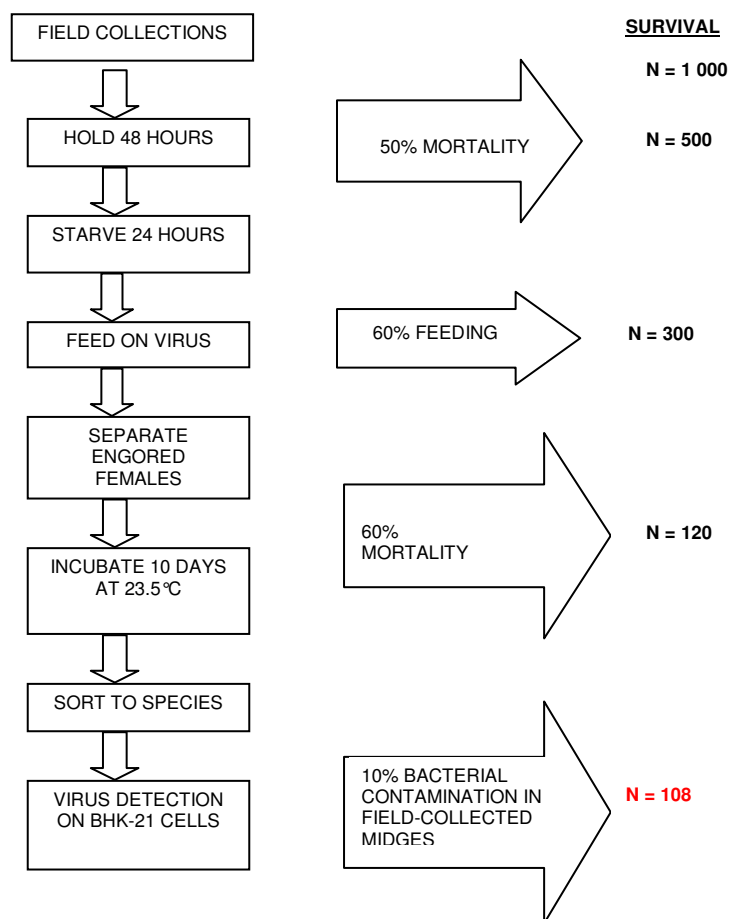 FIELD COLLECTIONS
SURVIVAL
N = 1 000
HOLD 48 HOURS
50% MORTALITY
N = 500
STARVE 24 HOURS
FEED ON VIRUS
60% FEEDING
N = 300
SEPARATE
ENGORED
FEMALES
60%
MORTALITY
N = 120
INCUBATE 10 DAYS
AT 23.5°C
SORT TO SPECIES
VIRUS DETECTION
ON BHK-21 CELLS
10% BACTERIAL
CONTAMINATION IN
FIELD-COLLECTED
MIDGES
N = 108